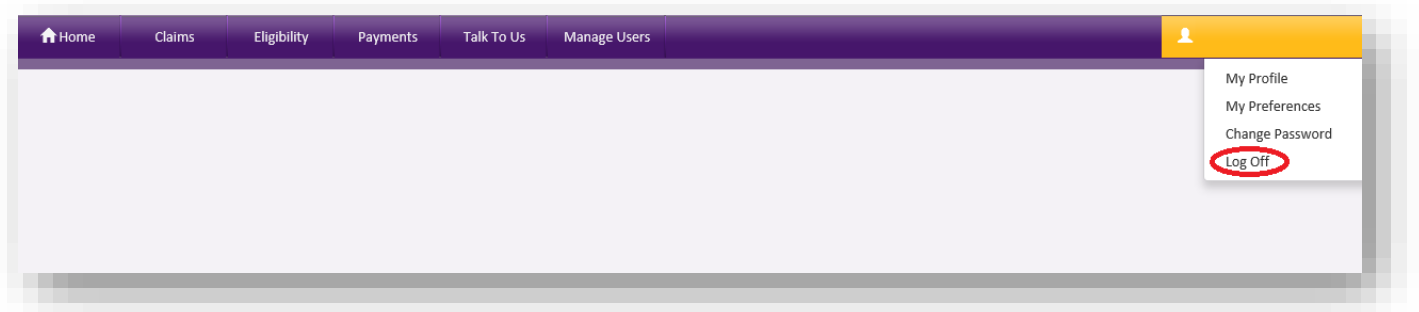 Home Claims Eligibility Payments Talk To Us Manage Users
My Profile
My Preferences
Change Password
Log Off